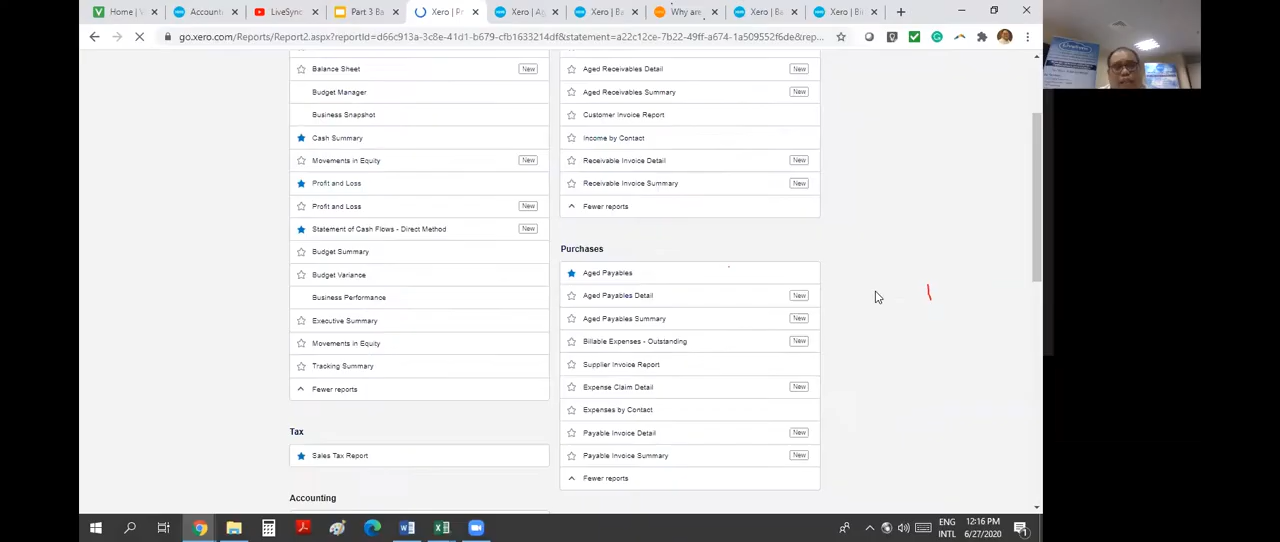 Home | V
Account
LiveSync
Part 3 Ba
Xero | P
Xero | Ag
Xero | Ba
Why are
Xero | Ba
Xero | Bil
go.xero.com/Reports/Report2.aspx?reportId=d66c913a-3c8e-41d1-b679-cfb1633214df&statement=a22c12ce-7b22-49ff-a674-1a509552f6de&rep...
Balance Sheet New
Budget Manager
Business Snapshot
Cash Summary
Movements in Equity New
Profit and Loss
Profit and Loss New
Statement of Cash Flows - Direct Method New
Budget Summary
Budget Variance
Business Performance
Executive Summary
Movements in Equity
Tracking Summary
Fewer reports
Tax
Sales Tax Report
Accounting
Aged Receivables Detail New
Aged Receivables Summary New
Customer Invoice Report
Income by Contact
Receivable Invoice Detail New
Receivable Invoice Summary New
Fewer reports
Purchases
Aged Payables
Aged Payables Detail New
Aged Payables Summary New
Billable Expenses - Outstanding New
Supplier Invoice Report
Expense Claim Detail New
Expenses by Contact
Payable Invoice Detail New
Payable Invoice Summary New
Fewer reports
ENG
INTL
12:16 PM
6/27/2020